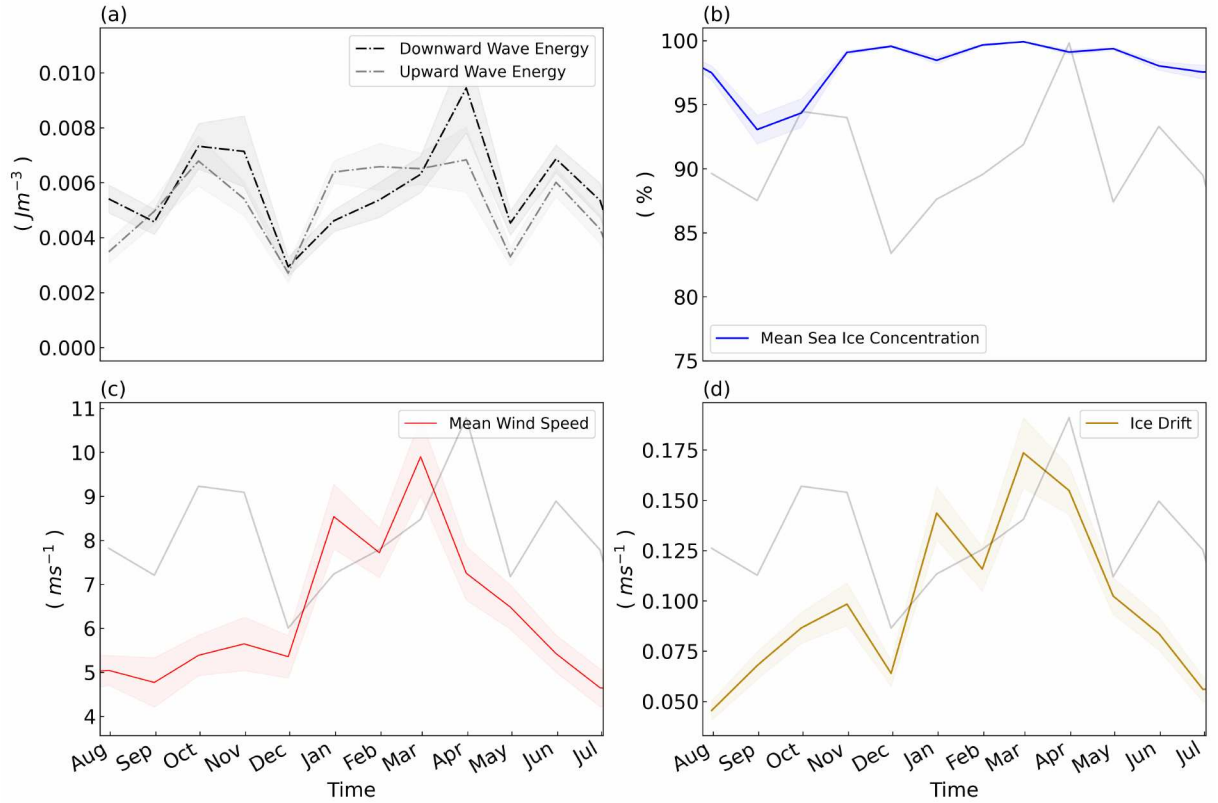 (a)
Downward Wave Energy
Upward Wave Energy
0.010
0.008
0.006
0.004
0.002
0.000
( Jm⁻³ )
(b)
100
95
90
85
80
75
( % )
Mean Sea Ice Concentration
(c)
Mean Wind Speed
11
10
9
8
7
6
5
4
( ms⁻¹ )
Aug Sep Oct Nov Dec Jan Feb Mar Apr May Jun Jul
Time
(d)
Ice Drift
0.175
0.150
0.125
0.100
0.075
0.050
( ms⁻¹ )
Aug Sep Oct Nov Dec Jan Feb Mar Apr May Jun Jul
Time